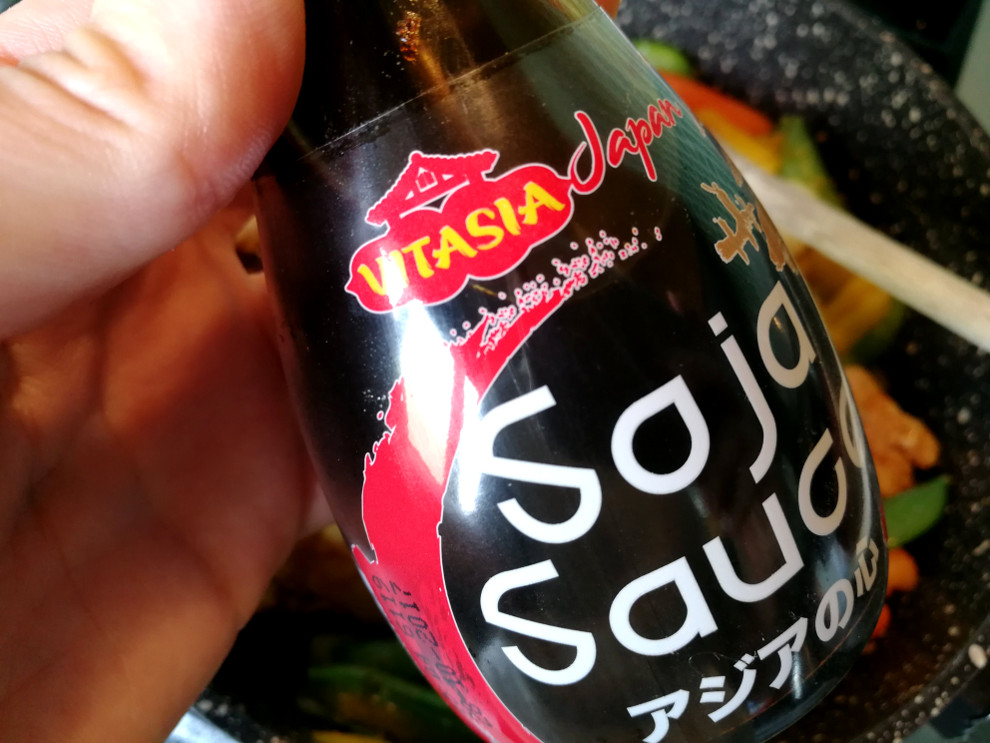 VITASIA Japan
Soja
sauce
アジアの心